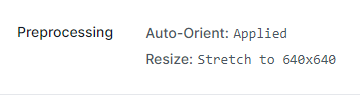 Preprocessing
Auto-Orient: Applied
Resize: Stretch to 640x640